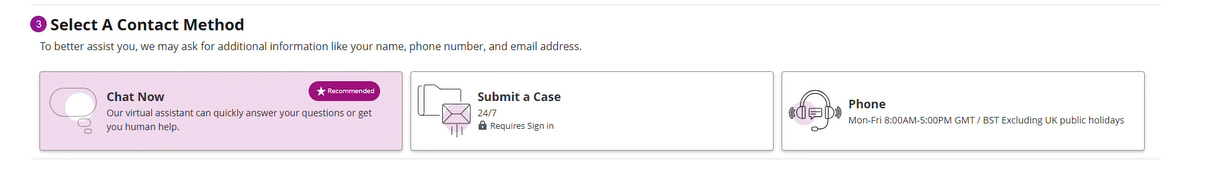 3 Select A Contact Method
To better assist you, we may ask for additional information like your name, phone number, and email address.
Recommended
Chat Now
Our virtual assistant can quickly answer your questions or get
you human help.
Submit a Case
24/7
Requires Sign in
Phone
Mon-Fri 8:00AM-5:00PM GMT / BST Excluding UK public holidays